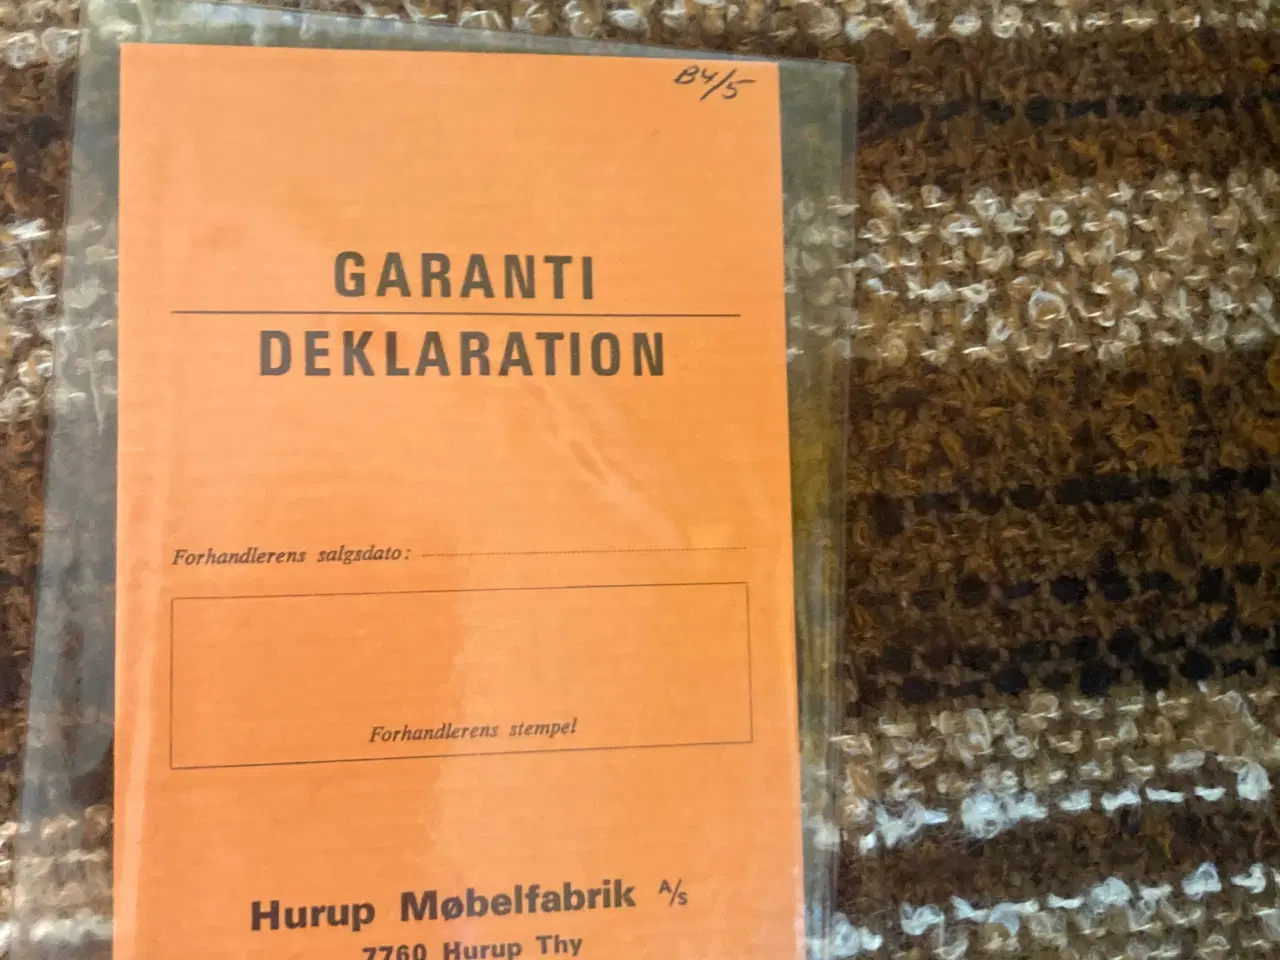 B4/5
GARANTI
DEKLARATION
Forhandlerens salgsdato:
Forhandlerens stempel
Hurup Møbelfabrik A/S
7760 Hurup Thy